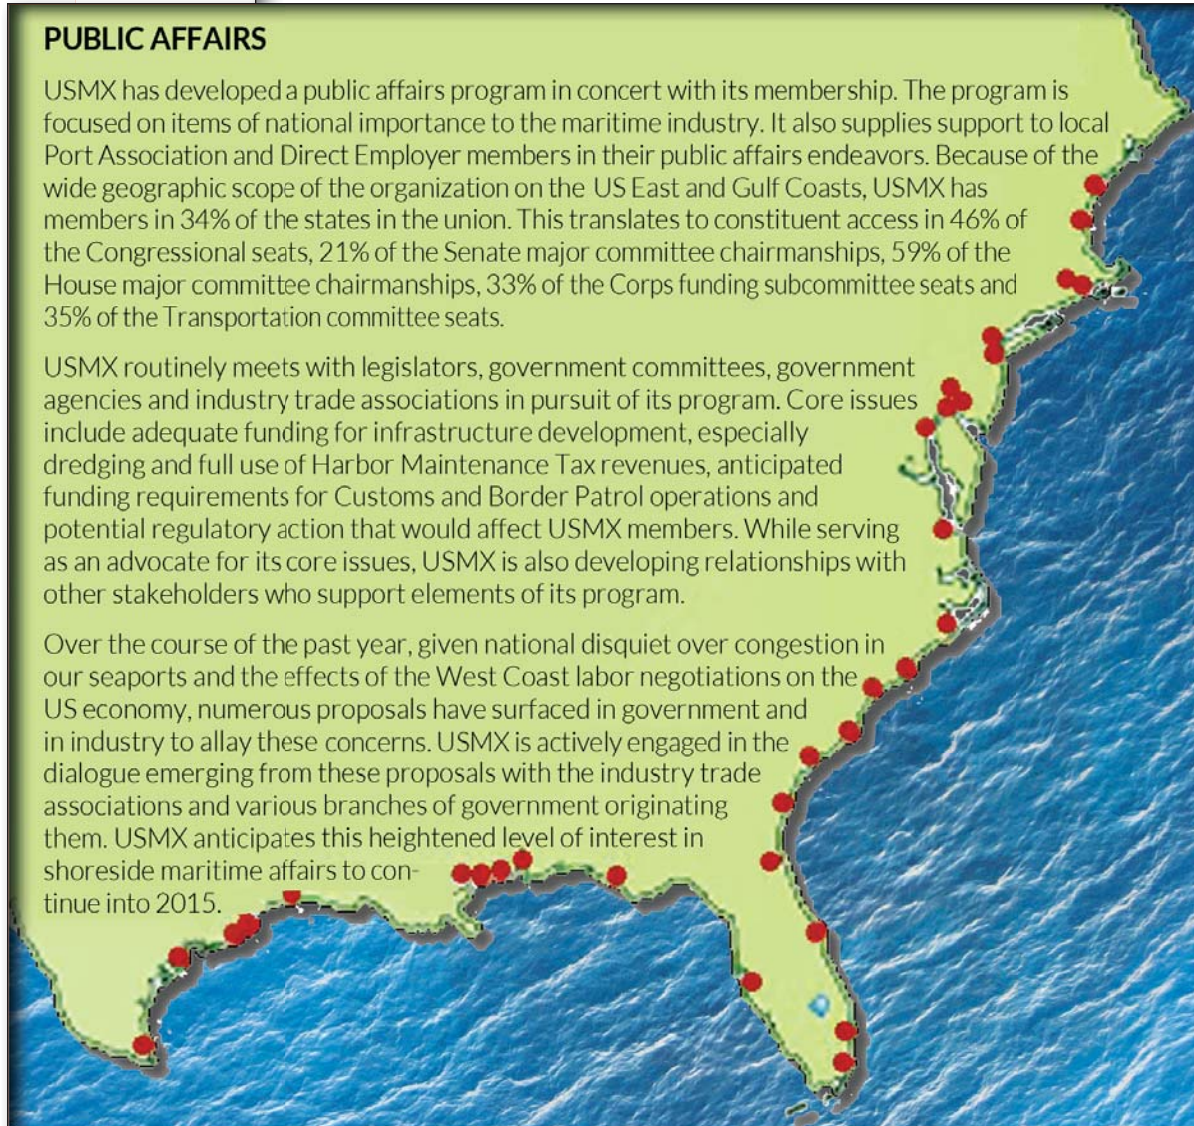 PUBLIC AFFAIRS
USMX has developed a public affairs program in concert with its membership. The program is
focused on items of national importance to the maritime industry. It also supplies support to local
Port Association and Direct Employer members in their public affairs endeavors. Because of the
wide geographic scope of the organization on the US East and Gulf Coasts, USMX has
members in 34% of the states in the union. This translates to constituent access in 46% of
the Congressional seats, 21% of the Senate major committee chairmanships, 59% of the
House major committee chairmanships, 33% of the Corps funding subcommittee seats and
35% of the Transportation committee seats.
USMX routinely meets with legislators, government committees, government
agencies and industry trade associations in pursuit of its program. Core issues
include adequate funding for infrastructure development, especially
dredging and full use of Harbor Maintenance Tax revenues, anticipated
funding requirements for Customs and Border Patrol operations and
potential regulatory action that would affect USMX members. While serving
as an advocate for its core issues, USMX is also developing relationships with
other stakeholders who support elements of its program.
Over the course of the past year, given national disquiet over congestion in
our seaports and the effects of the West Coast labor negotiations on the
US economy, numerous proposals have surfaced in government and
in industry to allay these concerns. USMX is actively engaged in the
dialogue emerging from these proposals with the industry trade
associations and various branches of government originating
them. USMX anticipates this heightened level of interest in
shoreside maritime affairs to con-
tinue into 2015.